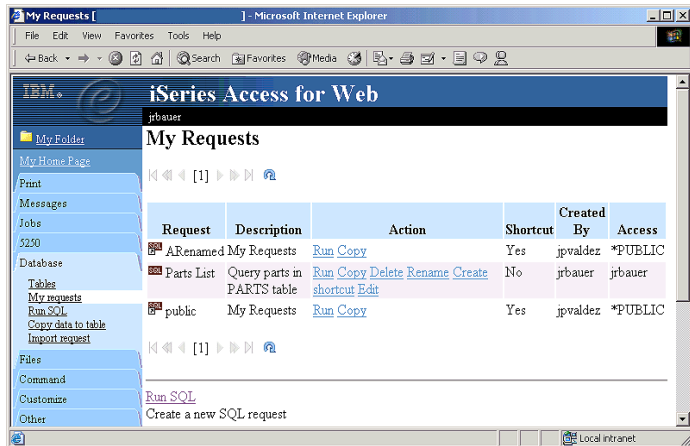 My Requests [ ] - Microsoft Internet Explorer
File Edit View Favorites Tools Help
Back Search Favorites Media
IBM
e
iSeries Access for Web
jrbauer
My Folder
My Home Page
Print
Messages
Jobs
5250
Database
Tables
My requests
Run SQL
Copy data to table
Import request
Files
Command
Customize
Other
My Requests
[1]
Request Description Action Shortcut Created By Access
SQL ARenamed My Requests Run Copy Yes jpvaldez *PUBLIC
SQL Parts List Query parts in PARTS table Run Copy Delete Rename Create shortcut Edit No jrbauer jrbauer
SQL public My Requests Run Copy Yes jpvaldez *PUBLIC
[1]
Run SQL
Create a new SQL request
Local intranet